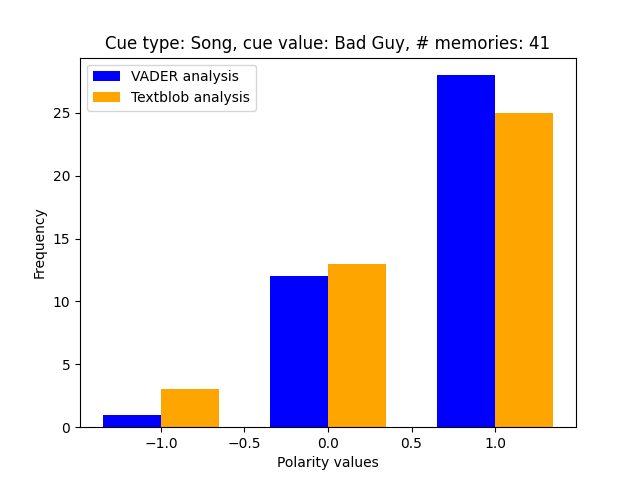 Cue type: Song, cue value: Bad Guy, # memories: 41
VADER analysis
Textblob analysis
25
20
15
10
5
0
Frequency
−1.0 −0.5 0.0 0.5 1.0
Polarity values